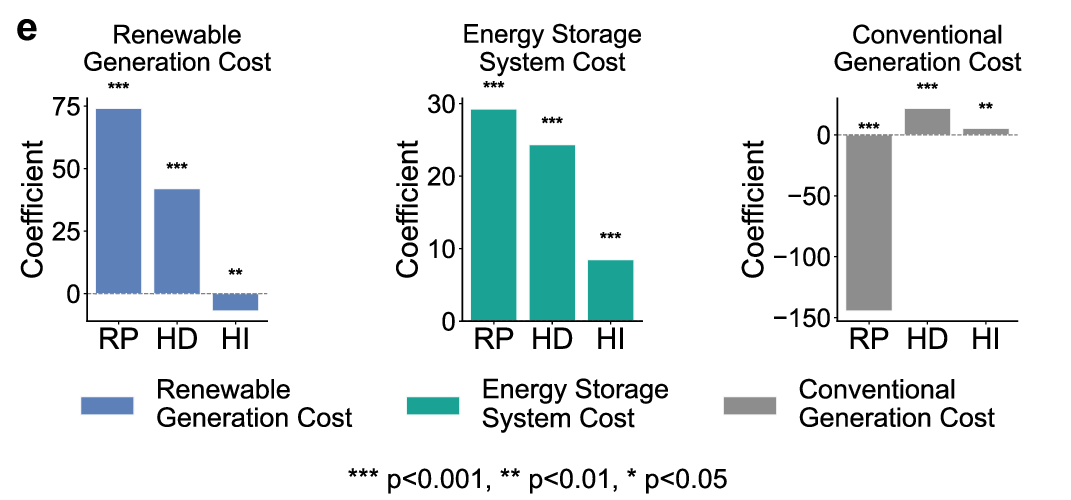 e
Renewable
Generation Cost
***
***
**
75
50
25
0
Coefficient
RP HD HI
Energy Storage
System Cost
***
***
***
30
20
10
0
Coefficient
RP HD HI
Conventional
Generation Cost
***
***
**
0
−50
−100
−150
Coefficient
RP HD HI
Renewable
Generation Cost
Energy Storage
System Cost
Conventional
Generation Cost
*** p<0.001, ** p<0.01, * p<0.05